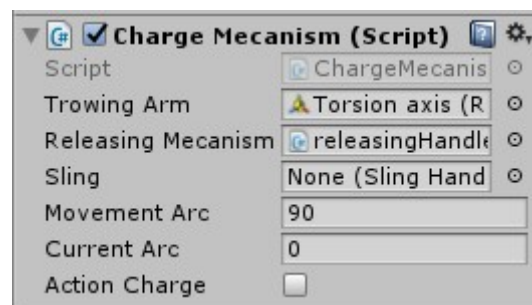 Charge Mecanism (Script)
Script ChargeMecanis
Trowing Arm Torsion axis (R
Releasing Mecanism releasingHandle
Sling None (Sling Hand
Movement Arc 90
Current Arc 0
Action Charge